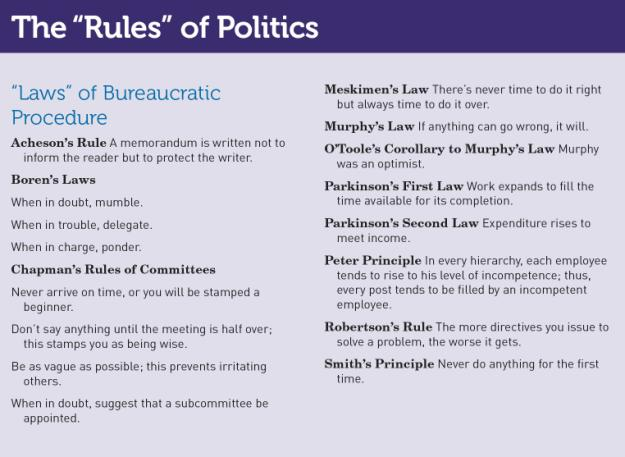 The “Rules” of Politics
“Laws” of Bureaucratic
Procedure
Acheson’s Rule A memorandum is written not to
inform the reader but to protect the writer.
Boren’s Laws
When in doubt, mumble.
When in trouble, delegate.
When in charge, ponder.
Chapman’s Rules of Committees
Never arrive on time, or you will be stamped a
beginner.
Don’t say anything until the meeting is half over;
this stamps you as being wise.
Be as vague as possible; this prevents irritating
others.
When in doubt, suggest that a subcommittee be
appointed.
Meskimen’s Law There’s never time to do it right
but always time to do it over.
Murphy’s Law If anything can go wrong, it will.
O’Toole’s Corollary to Murphy’s Law Murphy
was an optimist.
Parkinson’s First Law Work expands to fill the
time available for its completion.
Parkinson’s Second Law Expenditure rises to
meet income.
Peter Principle In every hierarchy, each employee
tends to rise to his level of incompetence; thus,
every post tends to be filled by an incompetent
employee.
Robertson’s Rule The more directives you issue to
solve a problem, the worse it gets.
Smith’s Principle Never do anything for the first
time.